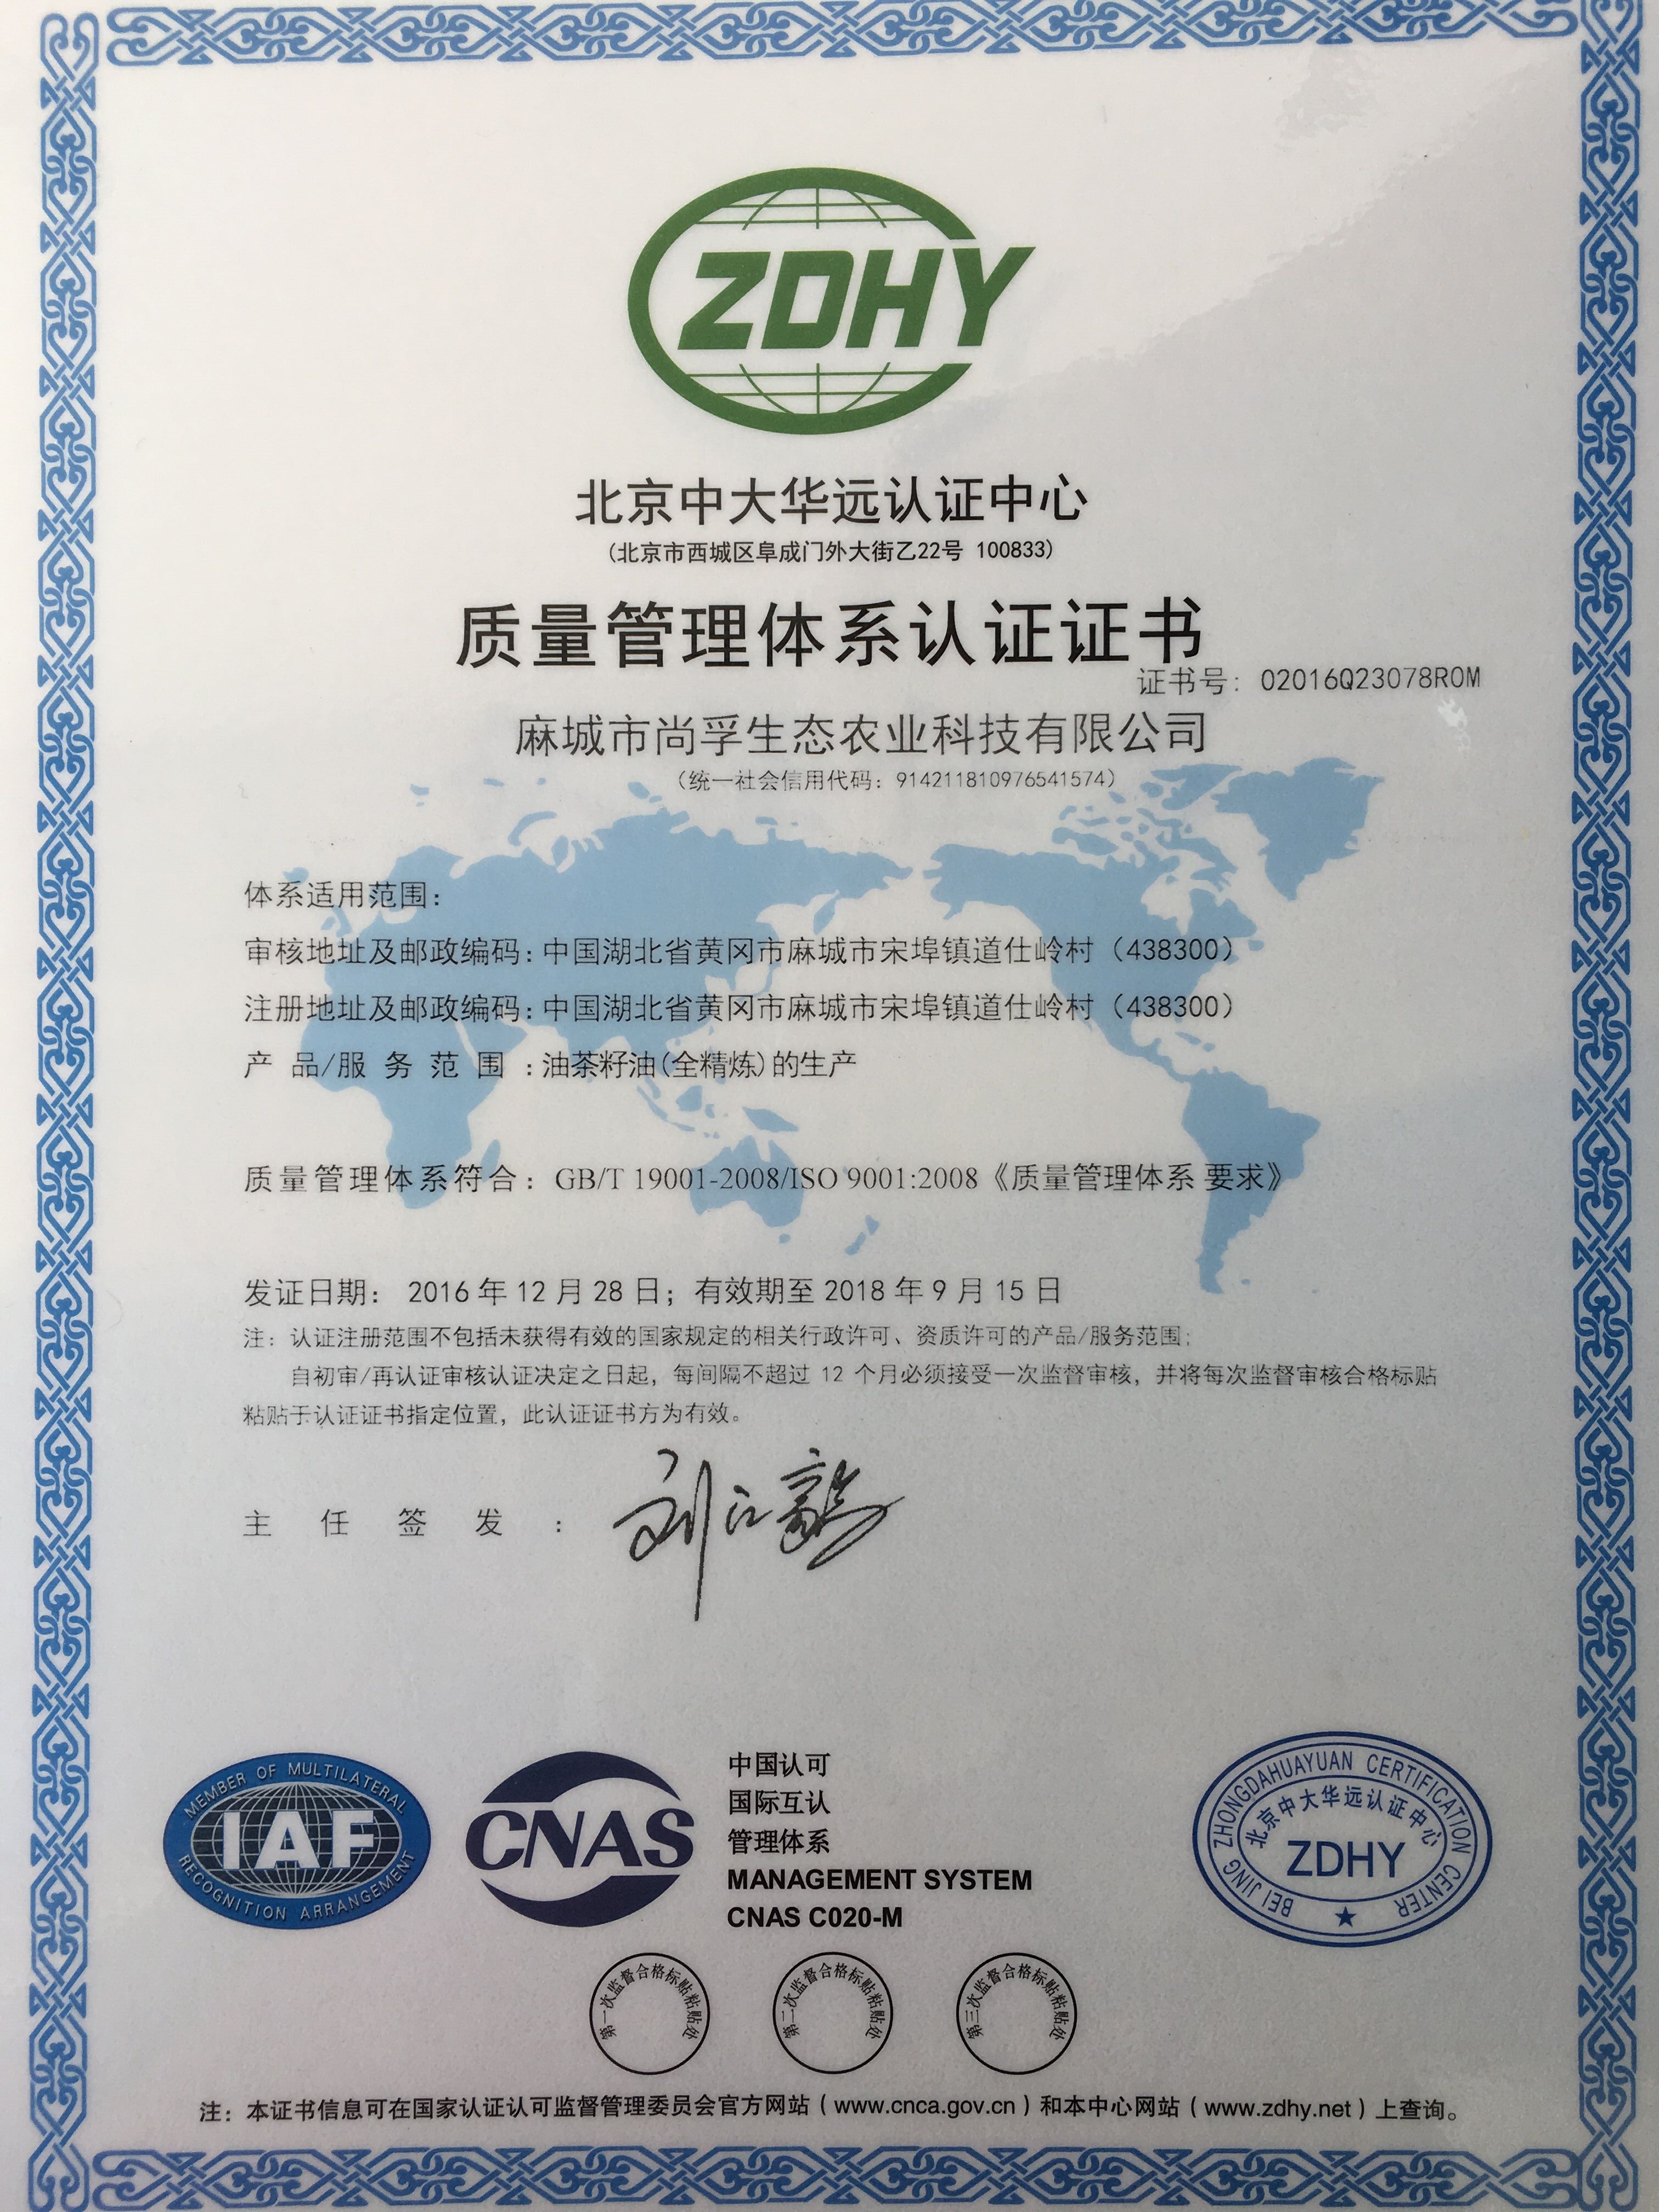 ZDHY
北京中大华远认证中心
(北京市西城区阜成门外大街乙22号 100833)
质量管理体系认证证书
证书号: 02016Q23078R0M
麻城市尚孚生态农业科技有限公司
(统一社会信用代码: 914211810976541574)
体系适用范围:
审核地址及邮政编码: 中国湖北省黄冈市麻城市宋埠镇道仕岭村 (438300)
注册地址及邮政编码: 中国湖北省黄冈市麻城市宋埠镇道仕岭村 (438300)
产 品/服 务 范 围 : 油茶籽油(全精炼)的生产
质量管理体系符合: GB/T 19001-2008/ISO 9001:2008《质量管理体系 要求》
发证日期: 2016 年 12 月 28 日; 有效期至 2018 年 9 月 15 日
注: 认证注册范围不包括未获得有效的国家规定的相关行政许可、资质许可的产品/服务范围;
自初审/再认证审核认证决定之日起, 每间隔不超过 12 个月必须接受一次监督审核, 并将每次监督审核合格标贴
粘贴于认证证书指定位置, 此认证证书方为有效。
主 任 签 发 :
MEMBER OF MULTILATERAL
IAF
RECOGNITION ARRANGEMENT
CNAS
中国认可
国际互认
管理体系
MANAGEMENT SYSTEM
CNAS C020-M
BEI JING ZHONGDAHUAYUAN CERTIFICATION CENTER
北京中大华远认证中心
ZDHY
第一次监督合格标贴粘贴处
第二次监督合格标贴粘贴处
第三次监督合格标贴粘贴处
注: 本证书信息可在国家认证认可监督管理委员会官方网站 (www.cnca.gov.cn) 和本中心网站 (www.zdhy.net) 上查询。